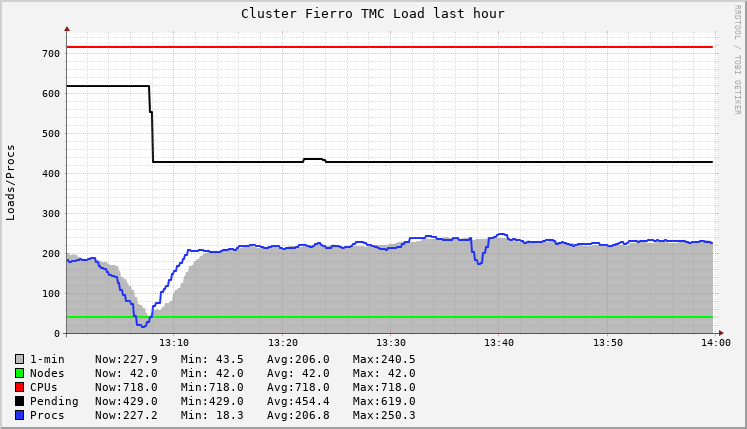 Cluster Fierro TMC Load last hour
RRDTOOL / TOBI OETIKER
Loads/Procs
700
600
500
400
300
200
100
0
13:10 13:20 13:30 13:40 13:50 14:00
1-min Now:227.9 Min: 43.5 Avg:206.0 Max:240.5
Nodes Now: 42.0 Min: 42.0 Avg: 42.0 Max: 42.0
CPUs Now:718.0 Min:718.0 Avg:718.0 Max:718.0
Pending Now:429.0 Min:429.0 Avg:454.4 Max:619.0
Procs Now:227.2 Min: 18.3 Avg:206.8 Max:250.3